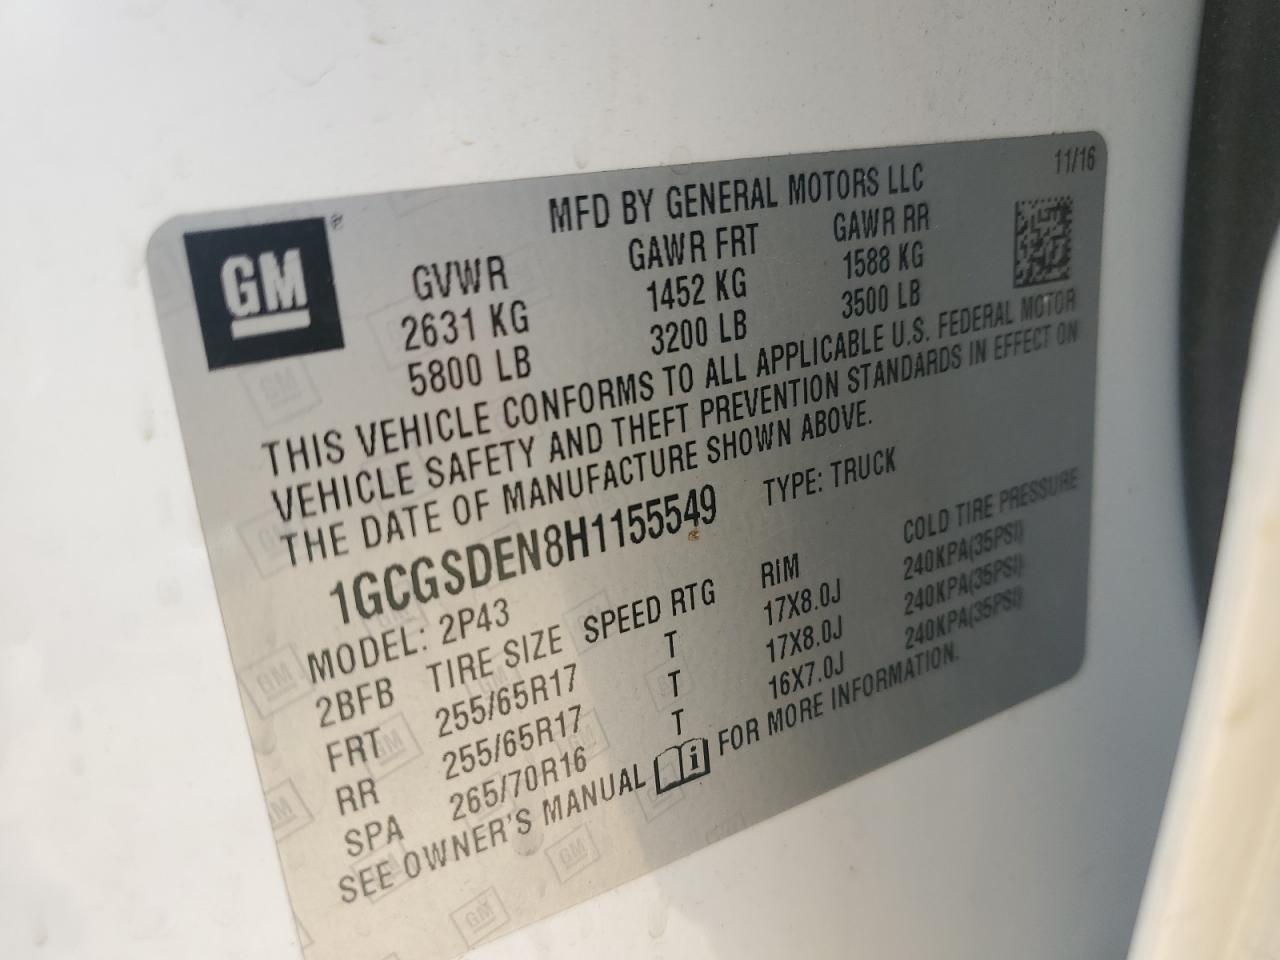 11/16
MFD BY GENERAL MOTORS LLC
GM ®
GVWR GAWR FRT GAWR RR
2631 KG 1452 KG 1588 KG
5800 LB 3200 LB 3500 LB
THIS VEHICLE CONFORMS TO ALL APPLICABLE U.S. FEDERAL MOTOR
VEHICLE SAFETY AND THEFT PREVENTION STANDARDS IN EFFECT ON
THE DATE OF MANUFACTURE SHOWN ABOVE.
1GCGSDEN8H1155549 TYPE: TRUCK
MODEL: 2P43
2BFB TIRE SIZE SPEED RTG RIM COLD TIRE PRESSURE
FRT 255/65R17 T 17X8.0J 240KPA(35PSI)
RR 255/65R17 T 17X8.0J 240KPA(35PSI)
SPA 265/70R16 T 16X7.0J 240KPA(35PSI)
SEE OWNER'S MANUAL i FOR MORE INFORMATION.